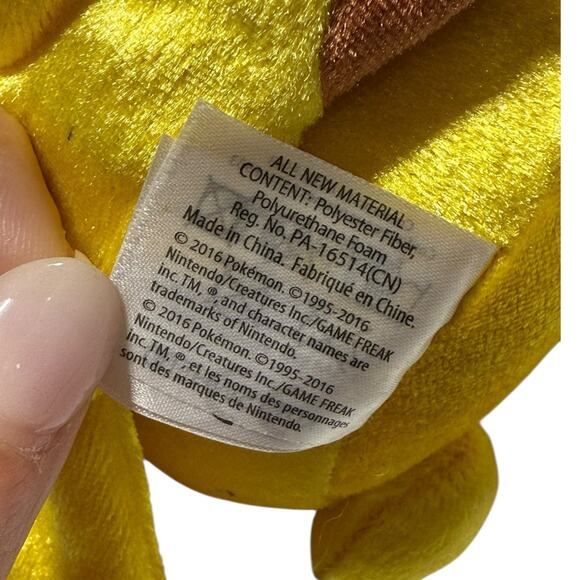 ALL NEW MATERIAL
CONTENT: Polyester Fiber,
Polyurethane Foam
Reg. No. PA-16514(CN)
Made in China. Fabriqué en Chine.
© 2016 Pokémon. ©1995-2016
Nintendo/Creatures Inc./GAME FREAK
inc. TM, ®, and character names are
trademarks of Nintendo.
© 2016 Pokémon. ©1995-2016
Nintendo/Creatures Inc./GAME FREAK
inc. TM, ®, et les noms des personnages
sont des marques de Nintendo.